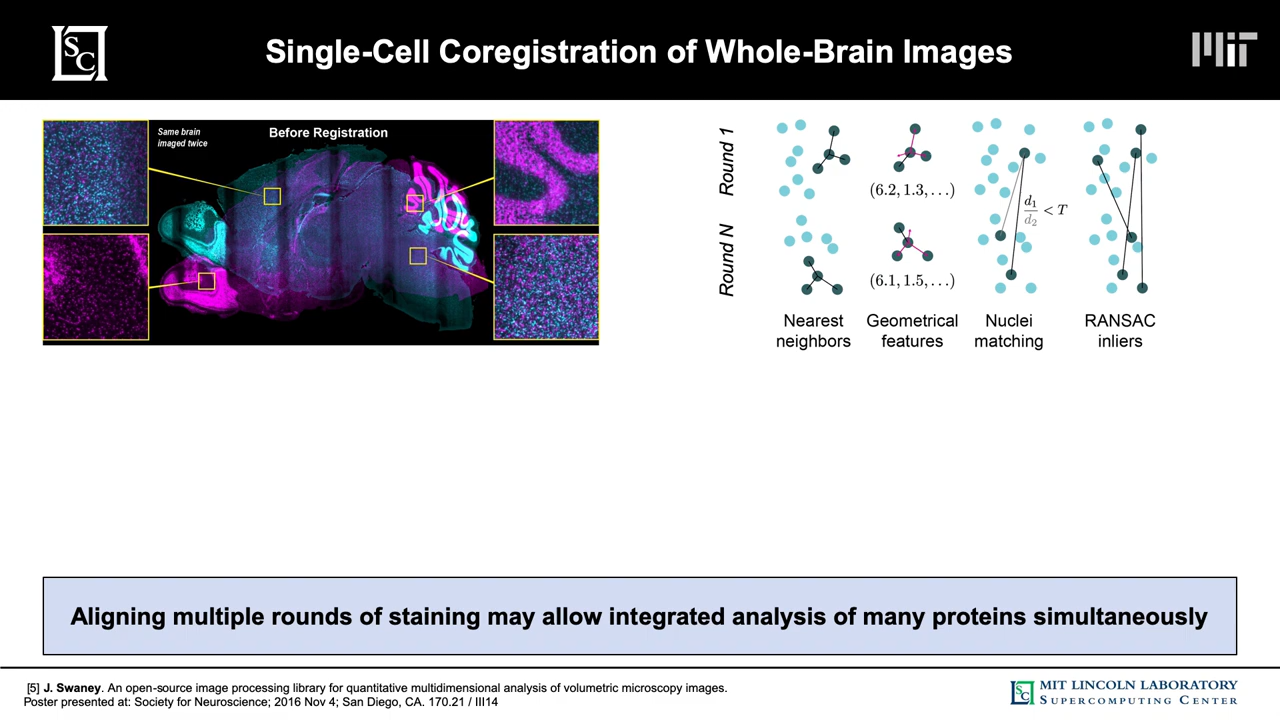 SC
Single-Cell Coregistration of Whole-Brain Images
MIT
Same brain
imaged twice
Before Registration
Round 1
Round N
(6.2, 1.3, . . .)
(6.1, 1.5, . . .)
d1
d2
< T
Nearest
neighbors
Geometrical
features
Nuclei
matching
RANSAC
inliers
Aligning multiple rounds of staining may allow integrated analysis of many proteins simultaneously
[5] J. Swaney. An open-source image processing library for quantitative multidimensional analysis of volumetric microscopy images.
Poster presented at: Society for Neuroscience; 2016 Nov 4; San Diego, CA. 170.21 / III14
SC
MIT LINCOLN LABORATORY
SUPERCOMPUTING CENTER